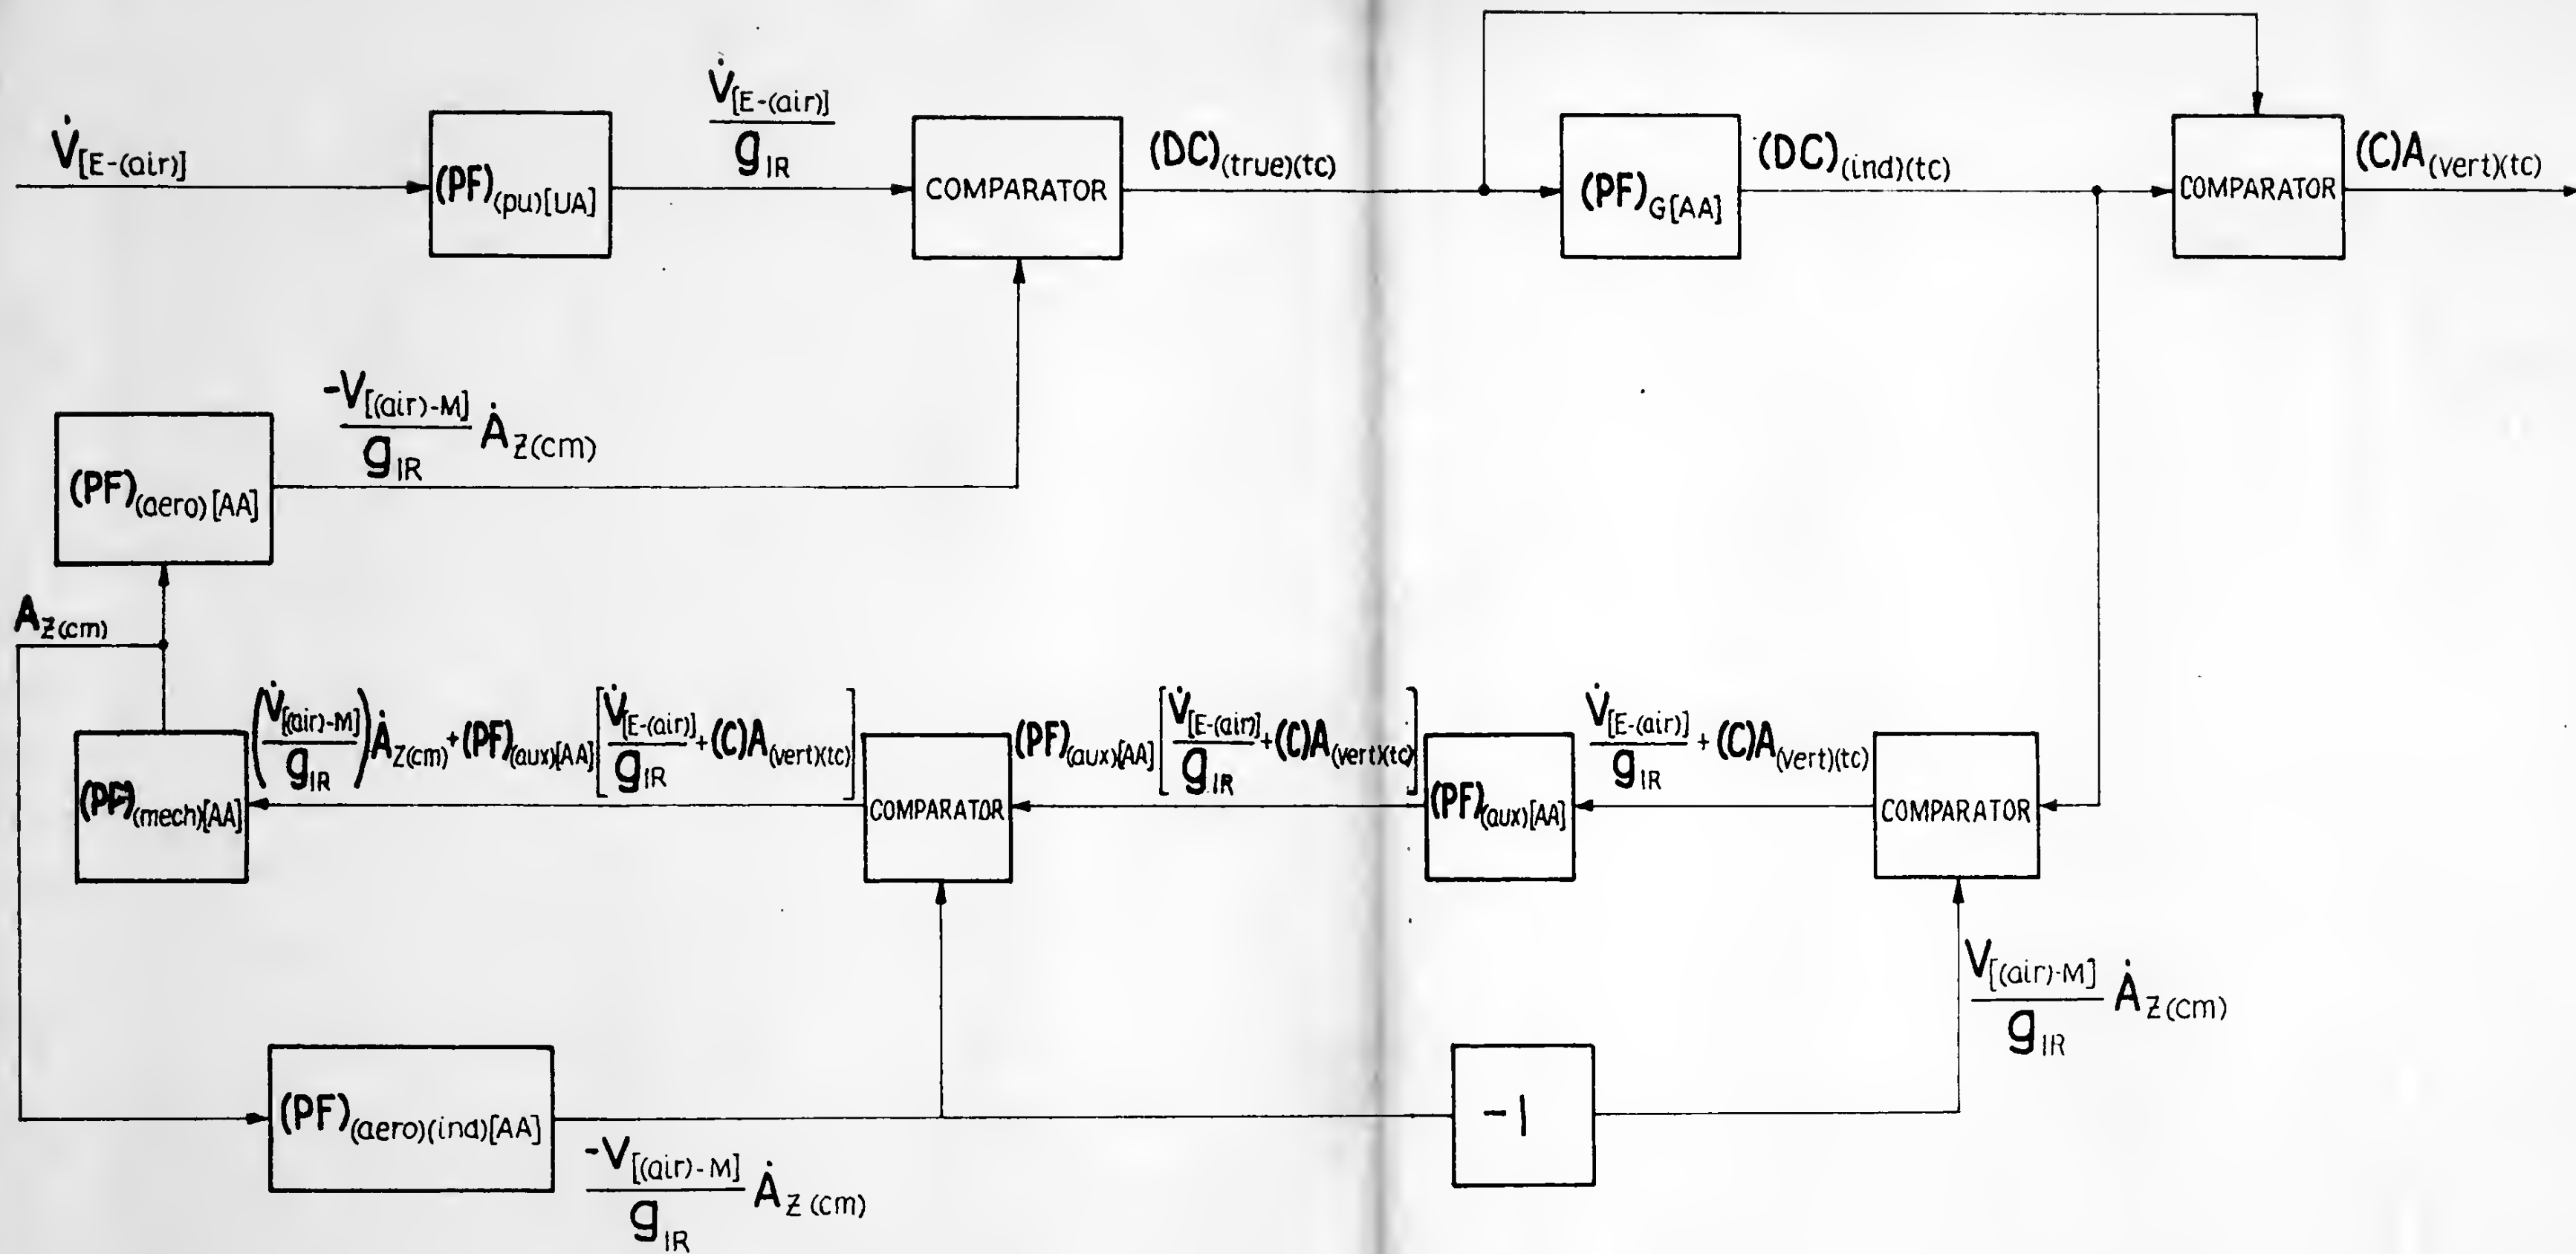 V̇[E-(air)]
(PF)(pu)[UA]
V̇[E-(air)]
gIR
COMPARATOR
(DC)(true)(tc)
(PF)G[AA]
(DC)(ind)(tc)
COMPARATOR
(C)A(vert)(tc)
(PF)(aero)[AA]
-V[(air)-M]
gIR
ȦZ(cm)
AZ(cm)
(PF)(mech)[AA]
(V̇[(air)-M]
gIR
)ȦZ(cm)+(PF)(aux)[AA][
V̇[E-(air)]
gIR
+(C)A(vert)(tc)]
COMPARATOR
(PF)(aux)[AA][
V̇[E-(air)]
gIR
+(C)A(vert)(tc)]
(PF)(aux)[AA]
V̇[E-(air)]
gIR
+ (C)A(vert)(tc)
COMPARATOR
V[(air)-M]
gIR
ȦZ(cm)
(PF)(aero)(ind)[AA]
-V[(air)-M]
gIR
ȦZ(cm)
-1